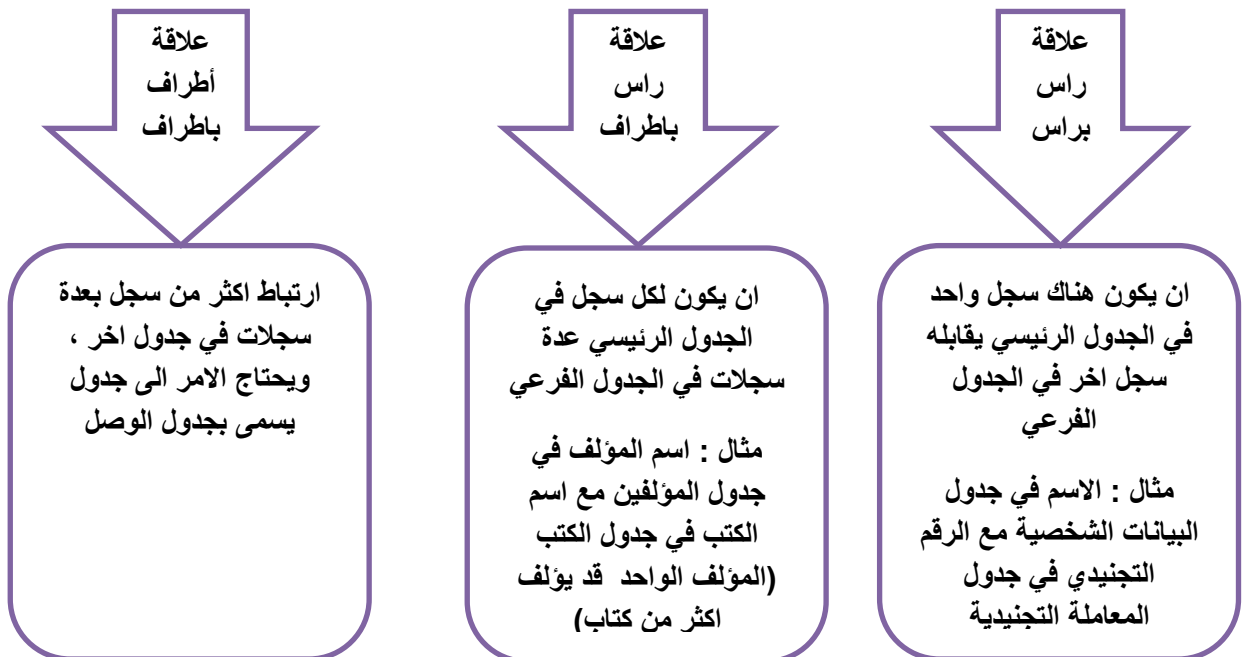 علاقة
راس
براس
ان يكون هناك سجل واحد
في الجدول الرئيسي يقابله
سجل اخر في الجدول
الفرعي
مثال : الاسم في جدول
البيانات الشخصية مع الرقم
التجنيدي في جدول
المعاملة التجنيدية
علاقة
راس
باطراف
ان يكون لكل سجل في
الجدول الرئيسي عدة
سجلات في الجدول الفرعي
مثال : اسم المؤلف في
جدول المؤلفين مع اسم
الكتب في جدول الكتب
(المؤلف الواحد قد يؤلف
اكثر من كتاب)
علاقة
أطراف
باطراف
ارتباط اكثر من سجل بعدة
سجلات في جدول اخر ،
ويحتاج الامر الى جدول
يسمى بجدول الوصل